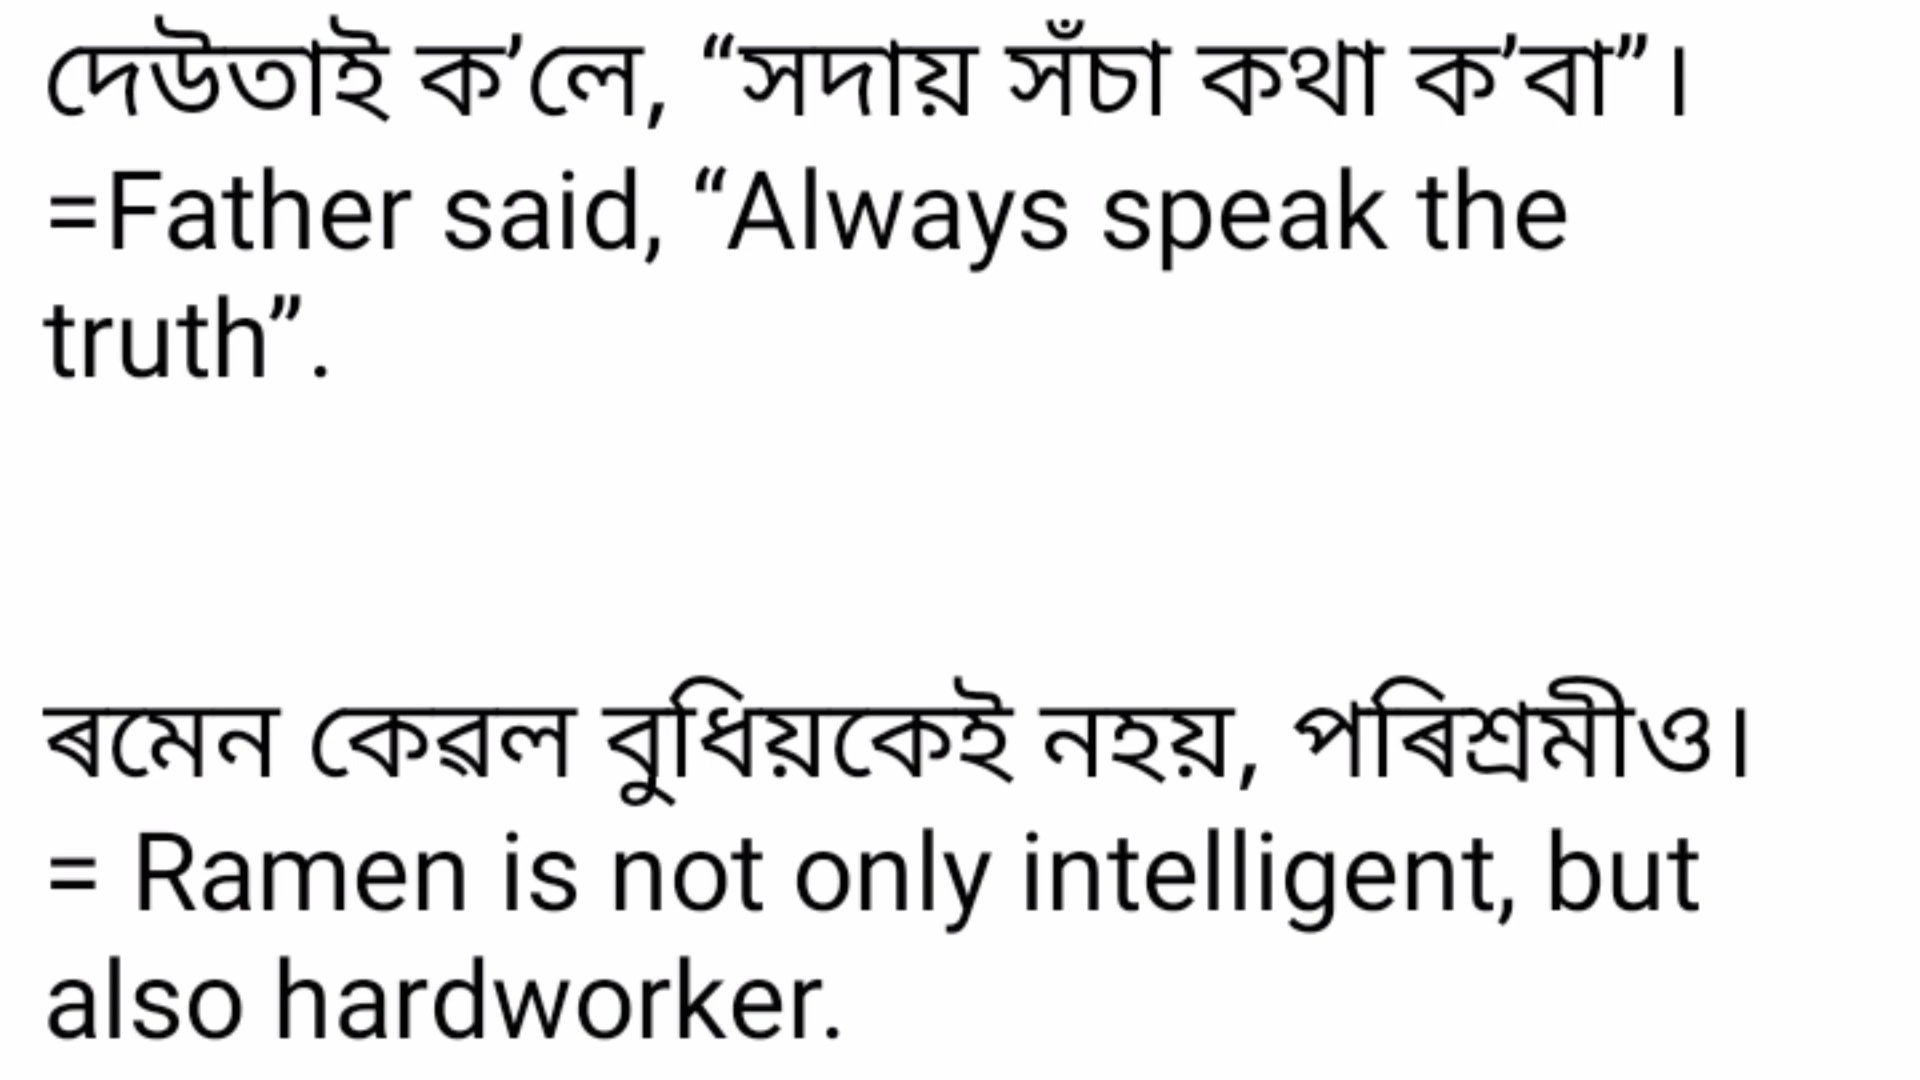 দেউতাই ক’লে, “সদায় সঁচা কথা ক’বা”।
=Father said, “Always speak the
truth”.
ৰমেন কেৱল বুধিয়কেই নহয়, পৰিশ্ৰমীও।
= Ramen is not only intelligent, but
also hardworker.